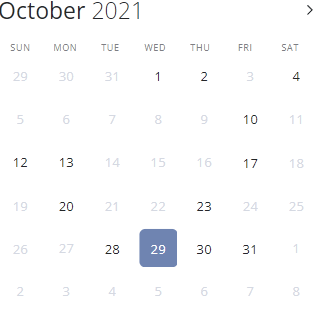 October 2021
SUN MON TUE WED THU FRI SAT
29 30 31 1 2 3 4
5 6 7 8 9 10 11
12 13 14 15 16 17 18
19 20 21 22 23 24 25
26 27 28 29 30 31 1
2 3 4 5 6 7 8